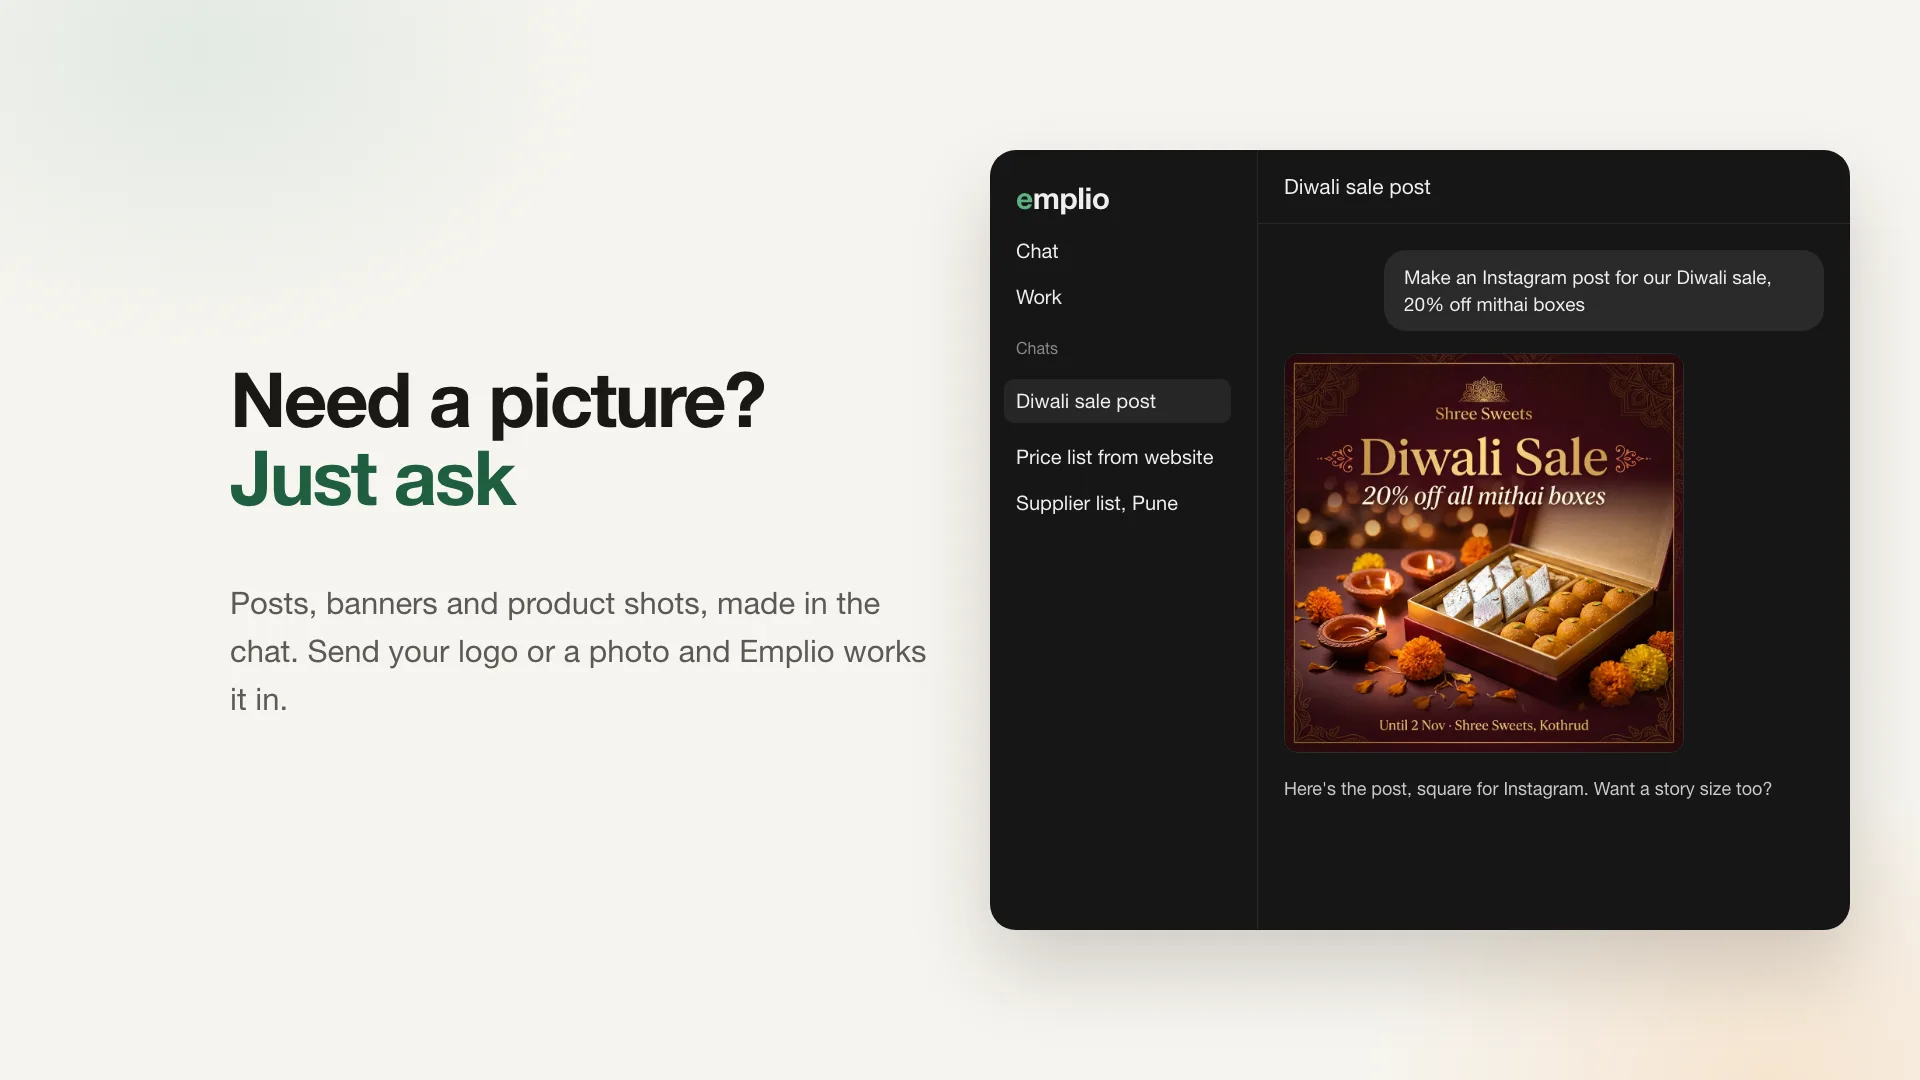 Need a picture?
Just ask
Posts, banners and product shots, made in the
chat. Send your logo or a photo and Emplio works
it in.
emplio
Chat
Work
Chats
Diwali sale post
Price list from website
Supplier list, Pune
Diwali sale post
Make an Instagram post for our Diwali sale,
20% off mithai boxes
Shree Sweets
Diwali Sale
20% off all mithai boxes
Until 2 Nov · Shree Sweets, Kothrud
Here's the post, square for Instagram. Want a story size too?